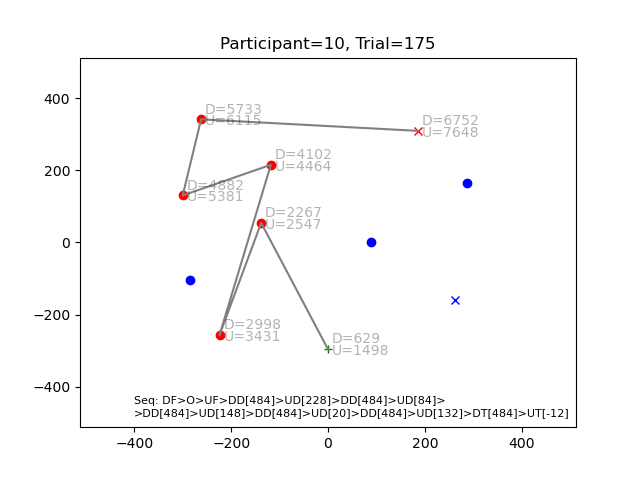 Participant=10, Trial=175
400
200
0
−200
−400
D=5733
U=6115
D=6752
U=7648
D=4102
U=4464
D=4882
U=5381
D=2267
U=2547
D=2998
U=3431
D=629
U=1498
Seq: DF>O>UF>DD[484]>UD[228]>DD[484]>UD[84]>
>DD[484]>UD[148]>DD[484]>UD[20]>DD[484]>UD[132]>DT[484]>UT[-12]
−400
−200
0
200
400